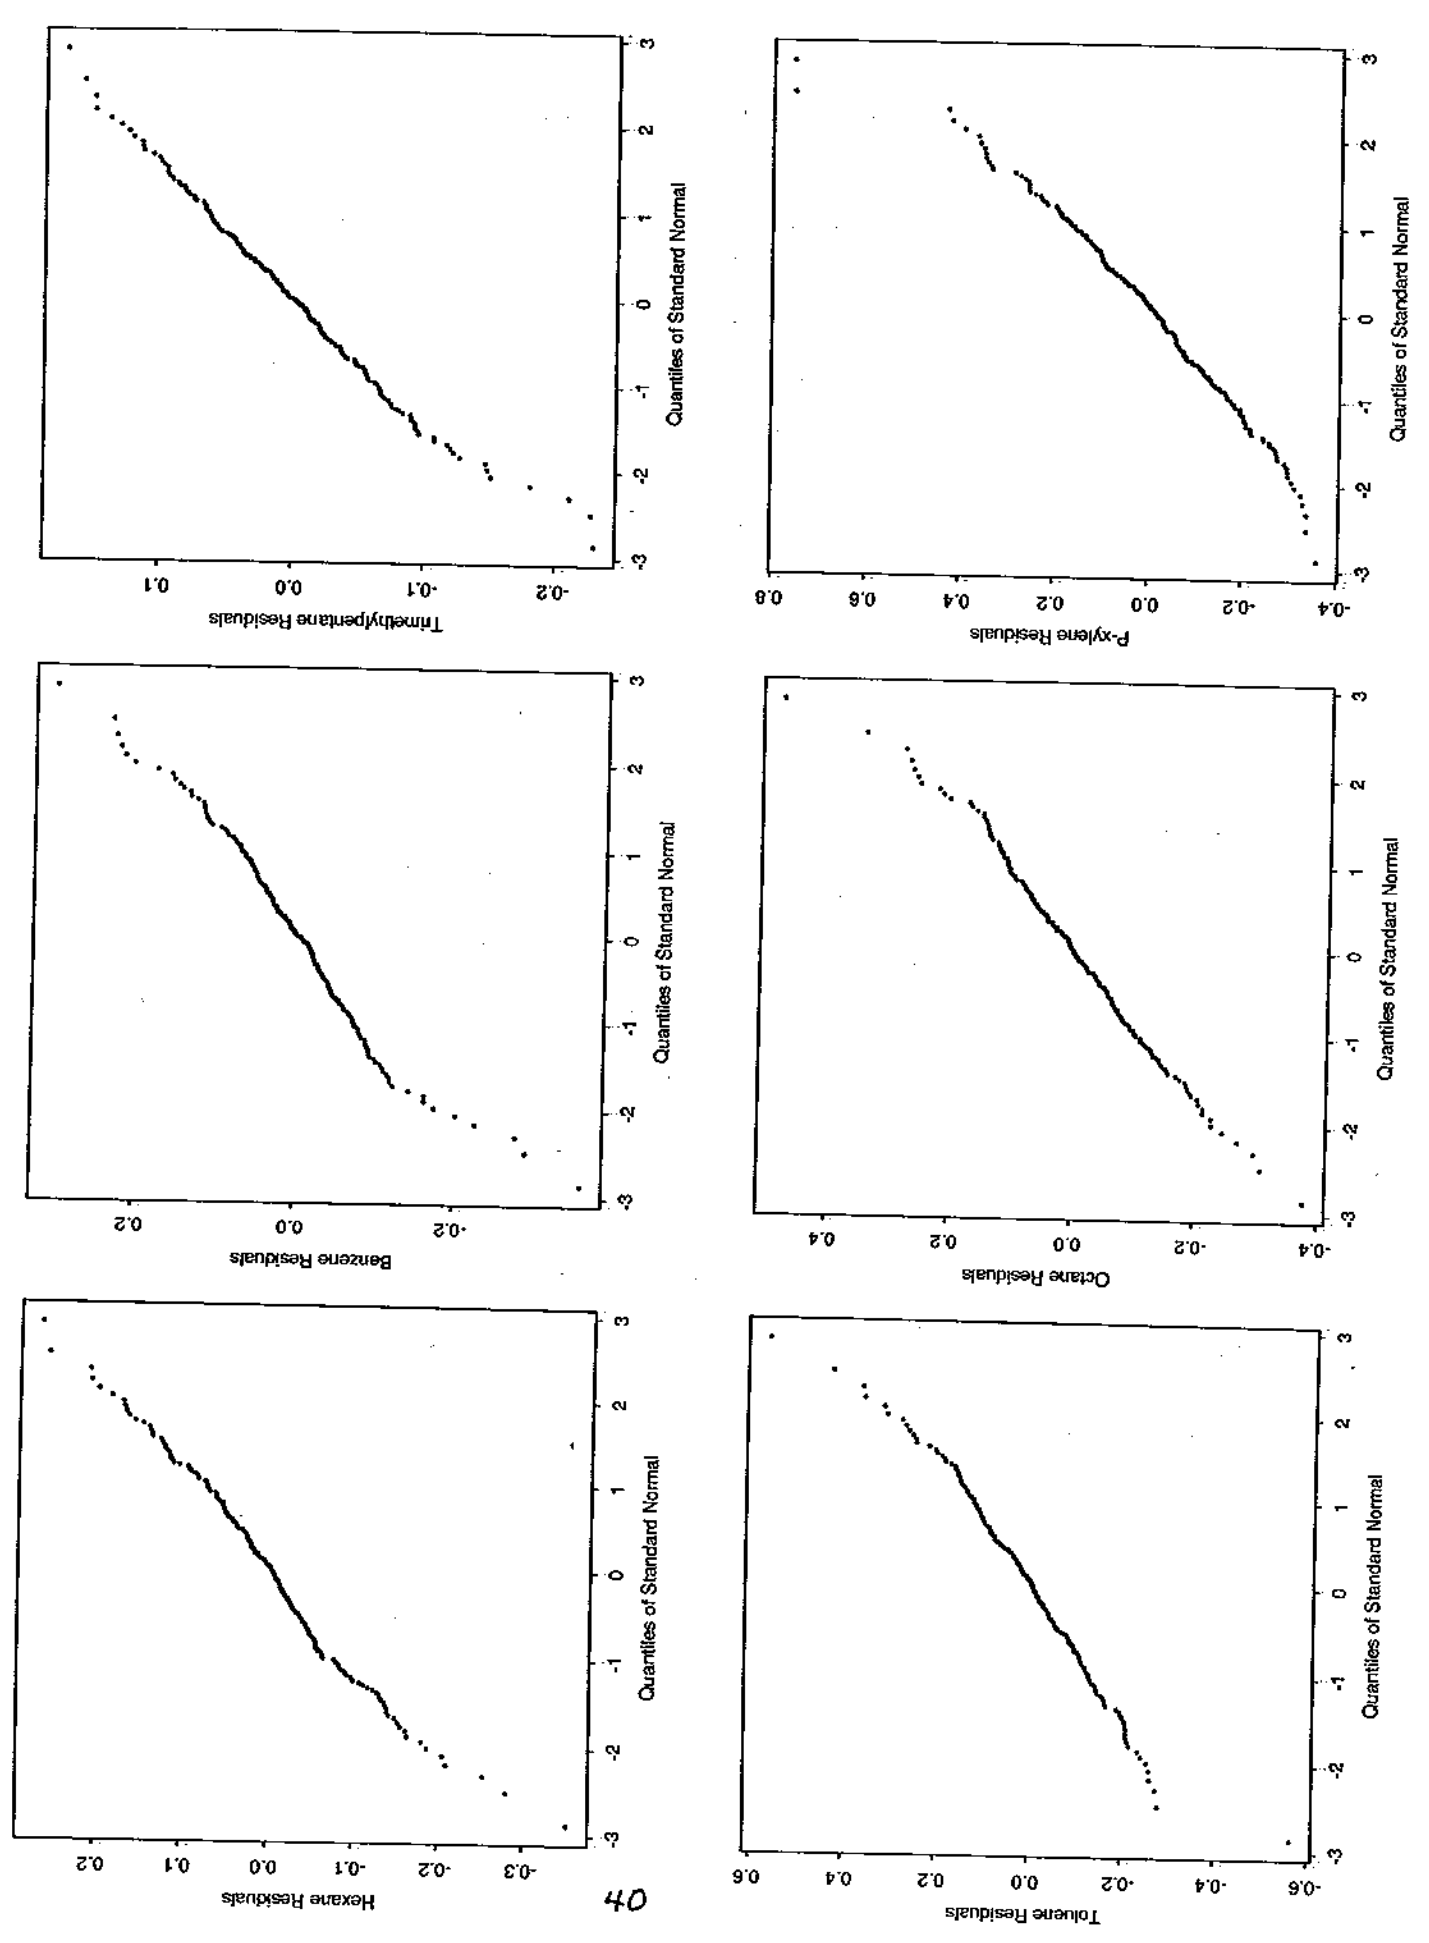 Hexane Residuals
0.2 0.1 0.0 -0.1 -0.2 -0.3
-3 -2 -1 0 1 2 3
Quantiles of Standard Normal
Benzene Residuals
0.2 0.0 -0.2
-3 -2 -1 0 1 2 3
Quantiles of Standard Normal
Trimethylpentane Residuals
0.1 0.0 -0.1 -0.2
-3 -2 -1 0 1 2 3
Quantiles of Standard Normal
Toluene Residuals
0.6 0.4 0.2 0.0 -0.2 -0.4 -0.6
-3 -2 -1 0 1 2 3
Quantiles of Standard Normal
Octane Residuals
0.4 0.2 0.0 -0.2 -0.4
-3 -2 -1 0 1 2 3
Quantiles of Standard Normal
P-xylene Residuals
0.8 0.6 0.4 0.2 0.0 -0.2 -0.4
-3 -2 -1 0 1 2 3
Quantiles of Standard Normal
40